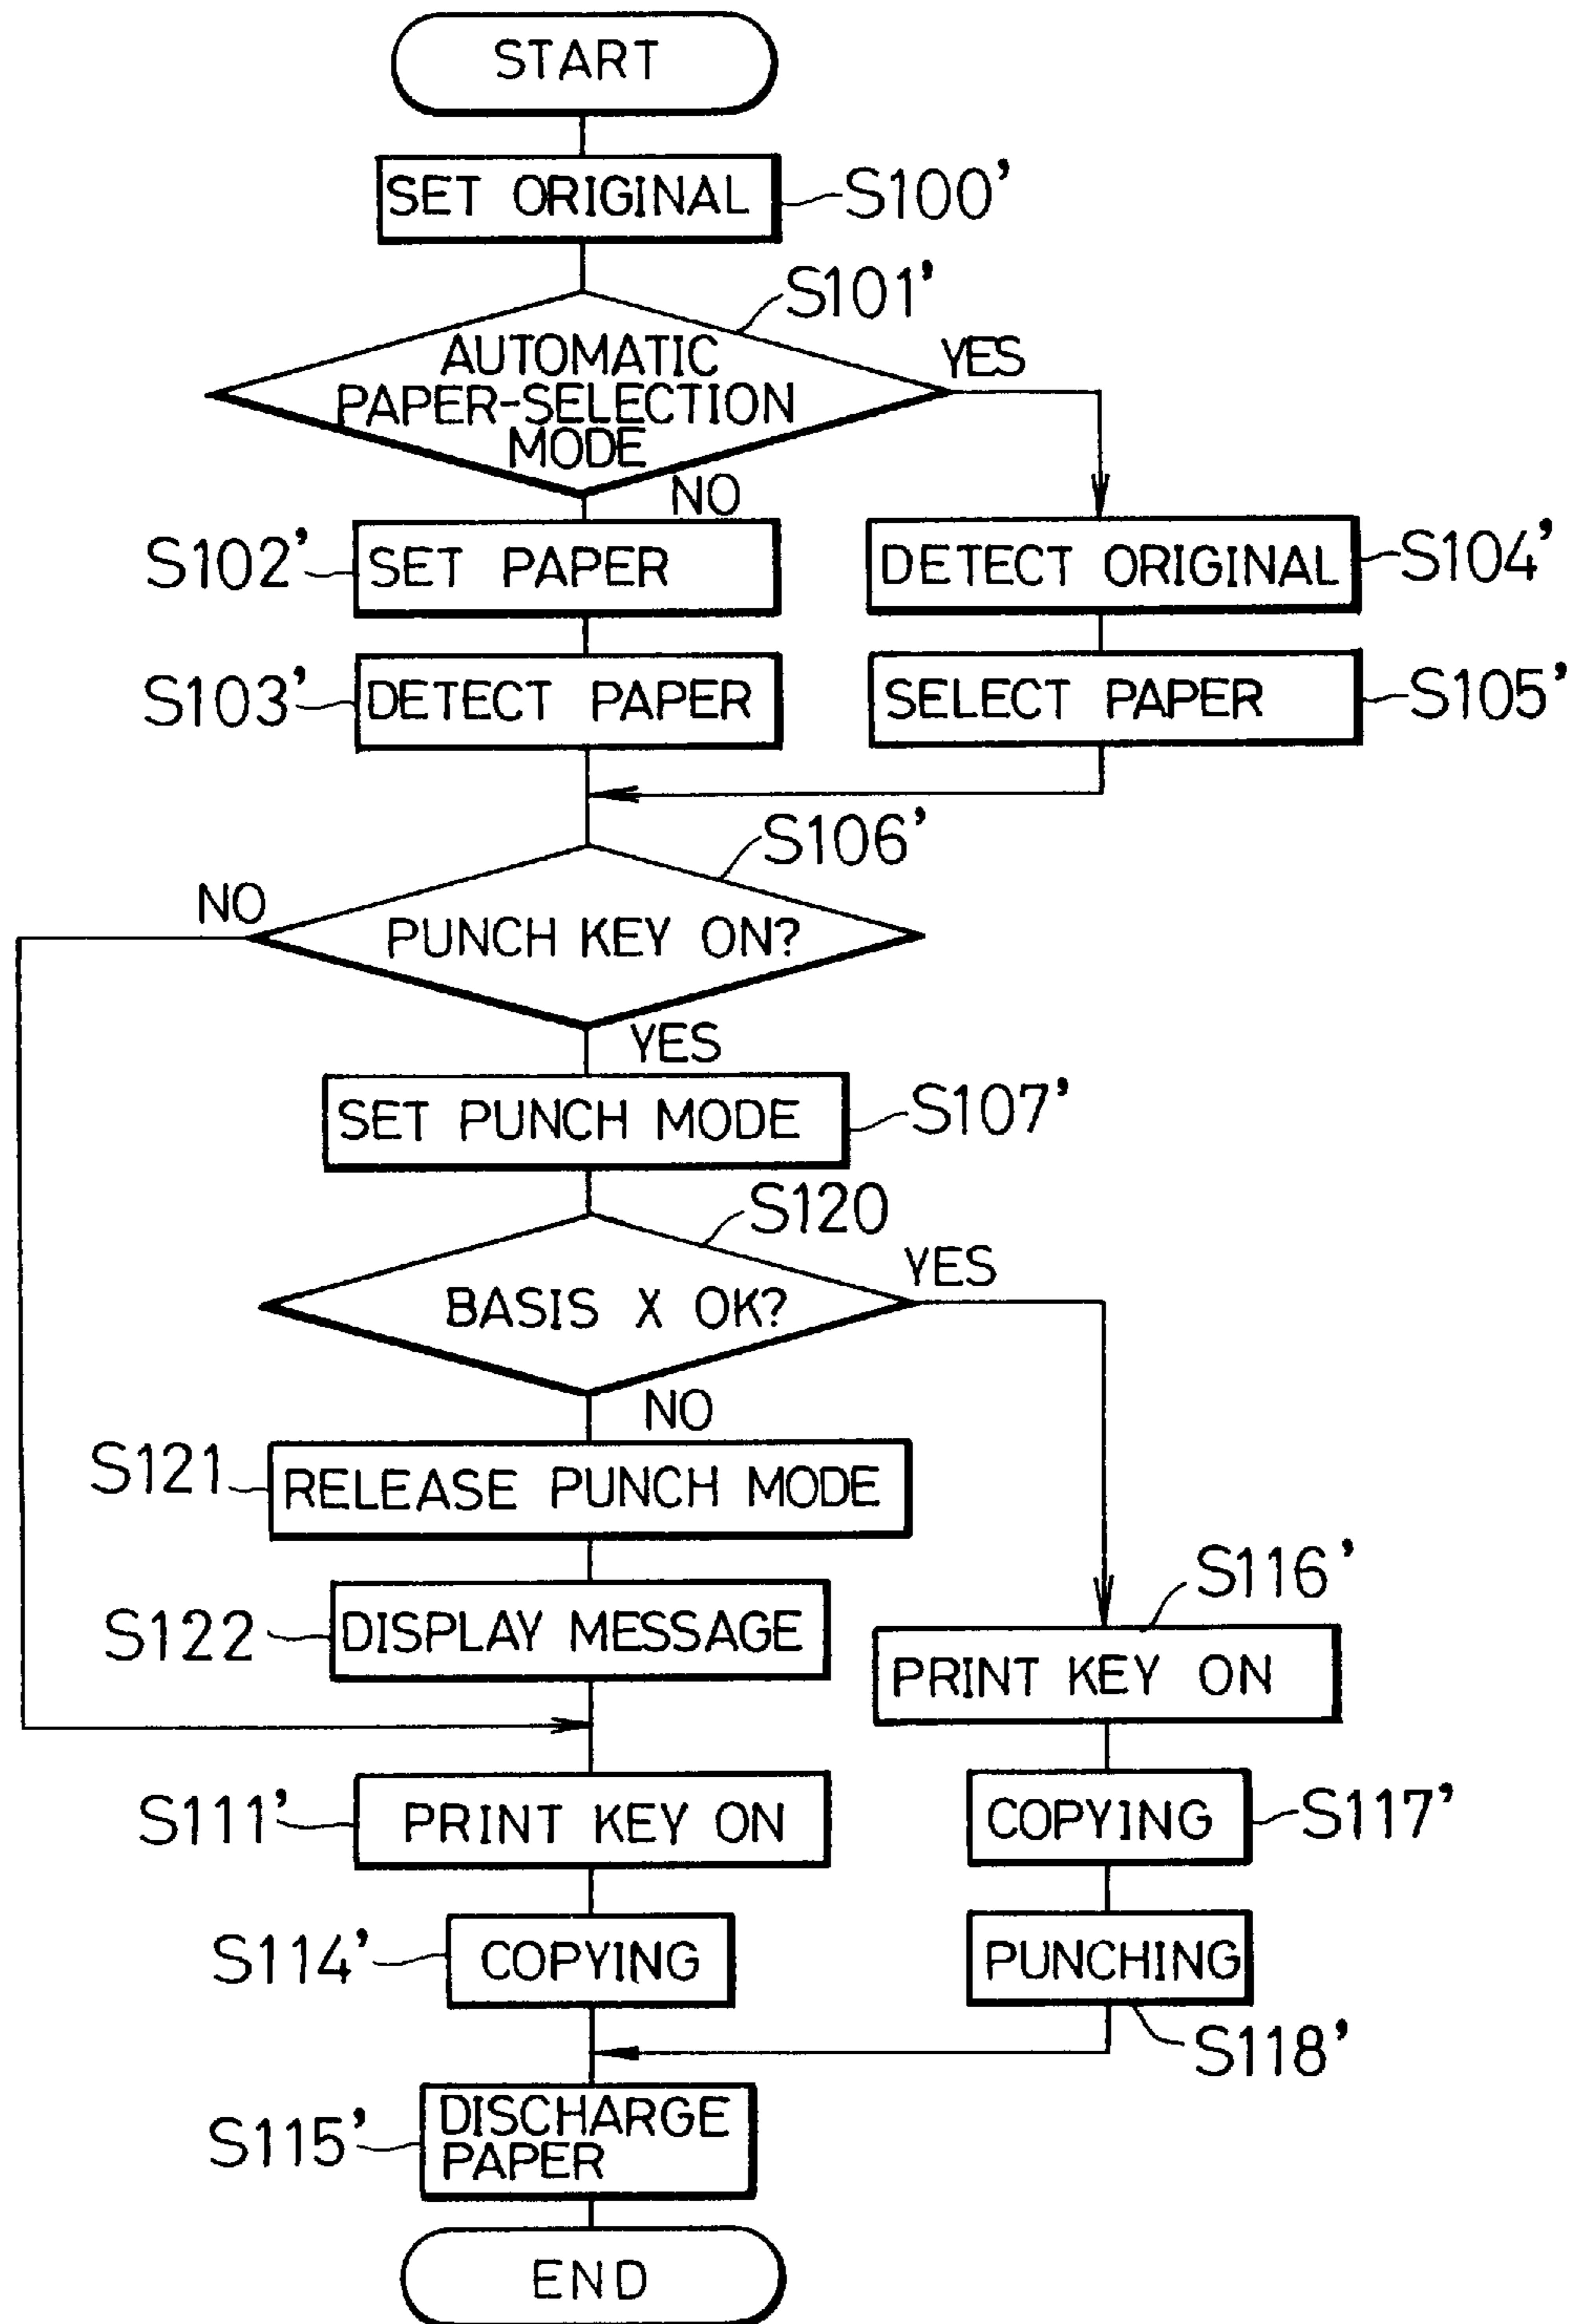 START
SET ORIGINAL
S100'
S101'
AUTOMATIC
PAPER-SELECTION
MODE
YES
NO
S102'
SET PAPER
DETECT ORIGINAL
S104'
S103'
DETECT PAPER
SELECT PAPER
S105'
S106'
NO
PUNCH KEY ON?
YES
SET PUNCH MODE
S107'
S120
YES
BASIS X OK?
NO
S121
RELEASE PUNCH MODE
S116'
S122
DISPLAY MESSAGE
PRINT KEY ON
S111'
PRINT KEY ON
COPYING
S117'
S114'
COPYING
PUNCHING
S118'
S115'
DISCHARGE
PAPER
END